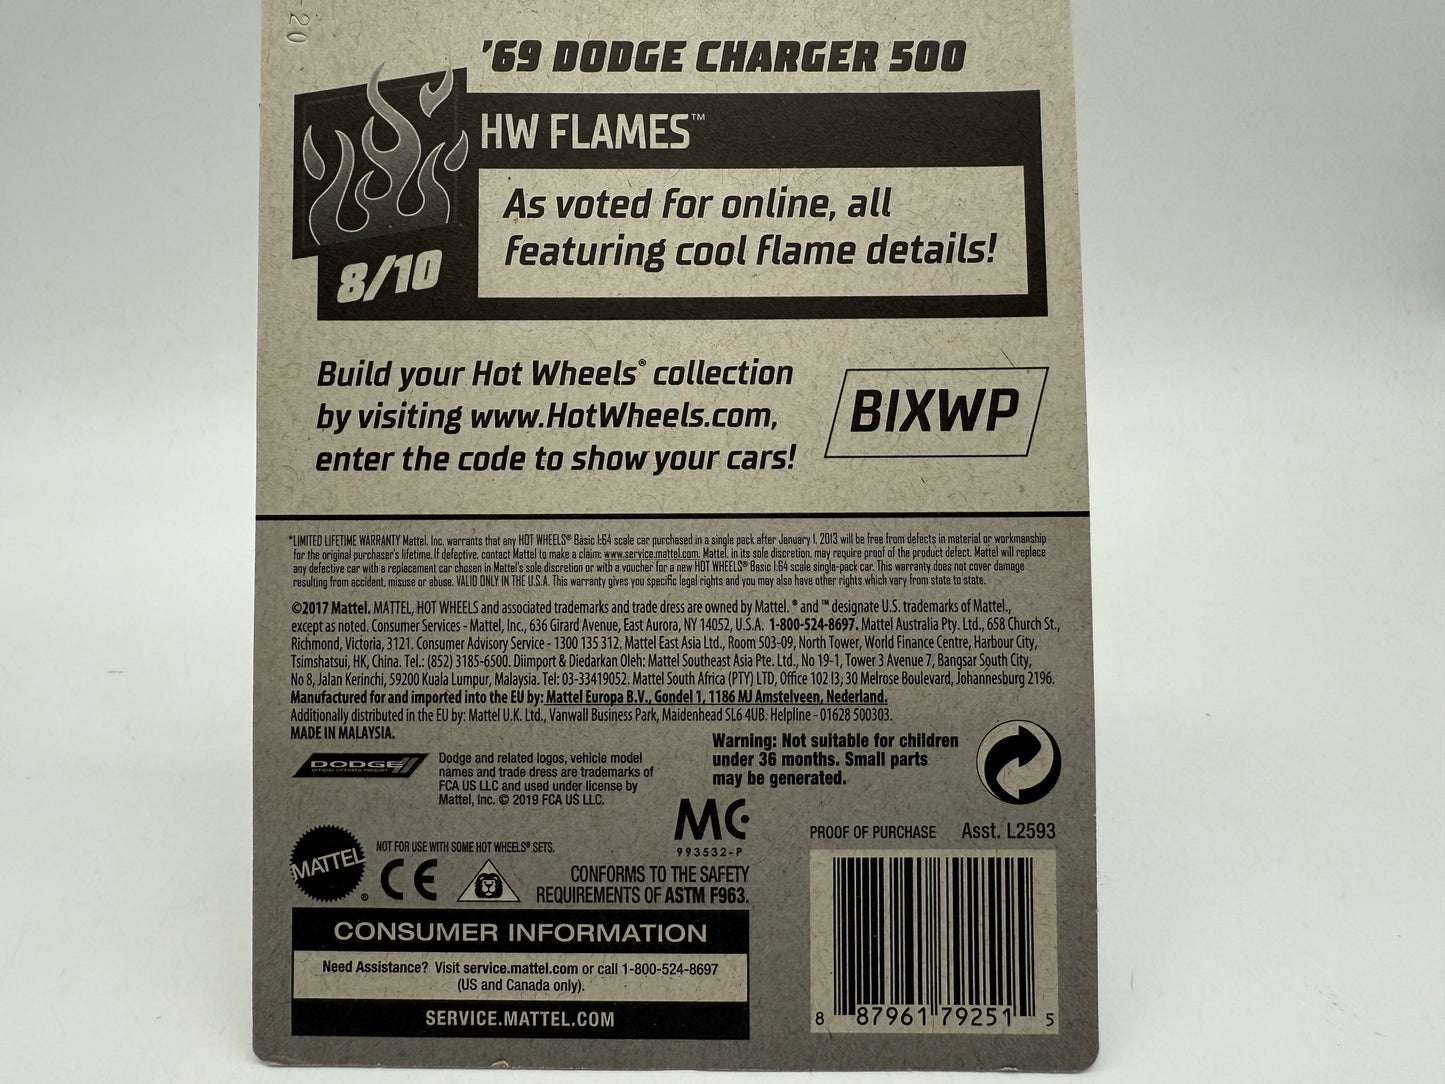 -20
'69 DODGE CHARGER 500
HW FLAMES™
As voted for online, all
featuring cool flame details!
8/10
Build your Hot Wheels® collection
by visiting www.HotWheels.com,
enter the code to show your cars!
BIXWP
*LIMITED LIFETIME WARRANTY Mattel, Inc. warrants that any HOT WHEELS® Basic 1:64 scale car purchased in a single pack after January 1, 2013 will be free from defects in material or workmanship
for the original purchaser's lifetime. If defective, contact Mattel to make a claim: www.service.mattel.com. Mattel, in its sole discretion, may require proof of the product defect. Mattel will replace
any defective car with a replacement car chosen in Mattel's sole discretion or with a voucher for a new HOT WHEELS® Basic 1:64 scale single-pack car. This warranty does not cover damage
resulting from accident, misuse or abuse. VALID ONLY IN THE U.S.A. This warranty gives you specific legal rights and you may also have other rights which vary from state to state.
©2017 Mattel. MATTEL, HOT WHEELS and associated trademarks and trade dress are owned by Mattel. ® and ™ designate U.S. trademarks of Mattel.,
except as noted. Consumer Services - Mattel, Inc., 636 Girard Avenue, East Aurora, NY 14052, U.S.A. 1-800-524-8697. Mattel Australia Pty. Ltd., 658 Church St.,
Richmond, Victoria, 3121. Consumer Advisory Service - 1300 135 312. Mattel East Asia Ltd., Room 503-09, North Tower, World Finance Centre, Harbour City,
Tsimshatsui, HK, China. Tel.: (852) 3185-6500. Diimport & Diedarkan Oleh: Mattel Southeast Asia Pte. Ltd., No 19-1, Tower 3 Avenue 7, Bangsar South City,
No 8, Jalan Kerinchi, 59200 Kuala Lumpur, Malaysia. Tel: 03-33419052. Mattel South Africa (PTY) LTD, Office 102 I3, 30 Melrose Boulevard, Johannesburg 2196.
Manufactured for and imported into the EU by: Mattel Europa B.V., Gondel 1, 1186 MJ Amstelveen, Nederland.
Additionally distributed in the EU by: Mattel U.K. Ltd., Vanwall Business Park, Maidenhead SL6 4UB. Helpline - 01628 500303.
MADE IN MALAYSIA.
DODGE
OFFICIAL LICENSED PRODUCT
Dodge and related logos, vehicle model
names and trade dress are trademarks of
FCA US LLC and used under license by
Mattel, Inc. © 2019 FCA US LLC.
Warning: Not suitable for children
under 36 months. Small parts
may be generated.
MC
993532-P
PROOF OF PURCHASE Asst. L2593
MATTEL®
NOT FOR USE WITH SOME HOT WHEELS® SETS.
CE
CONFORMS TO THE SAFETY
REQUIREMENTS OF ASTM F963.
CONSUMER INFORMATION
Need Assistance? Visit service.mattel.com or call 1-800-524-8697
(US and Canada only).
SERVICE.MATTEL.COM
8 87961 79251 5